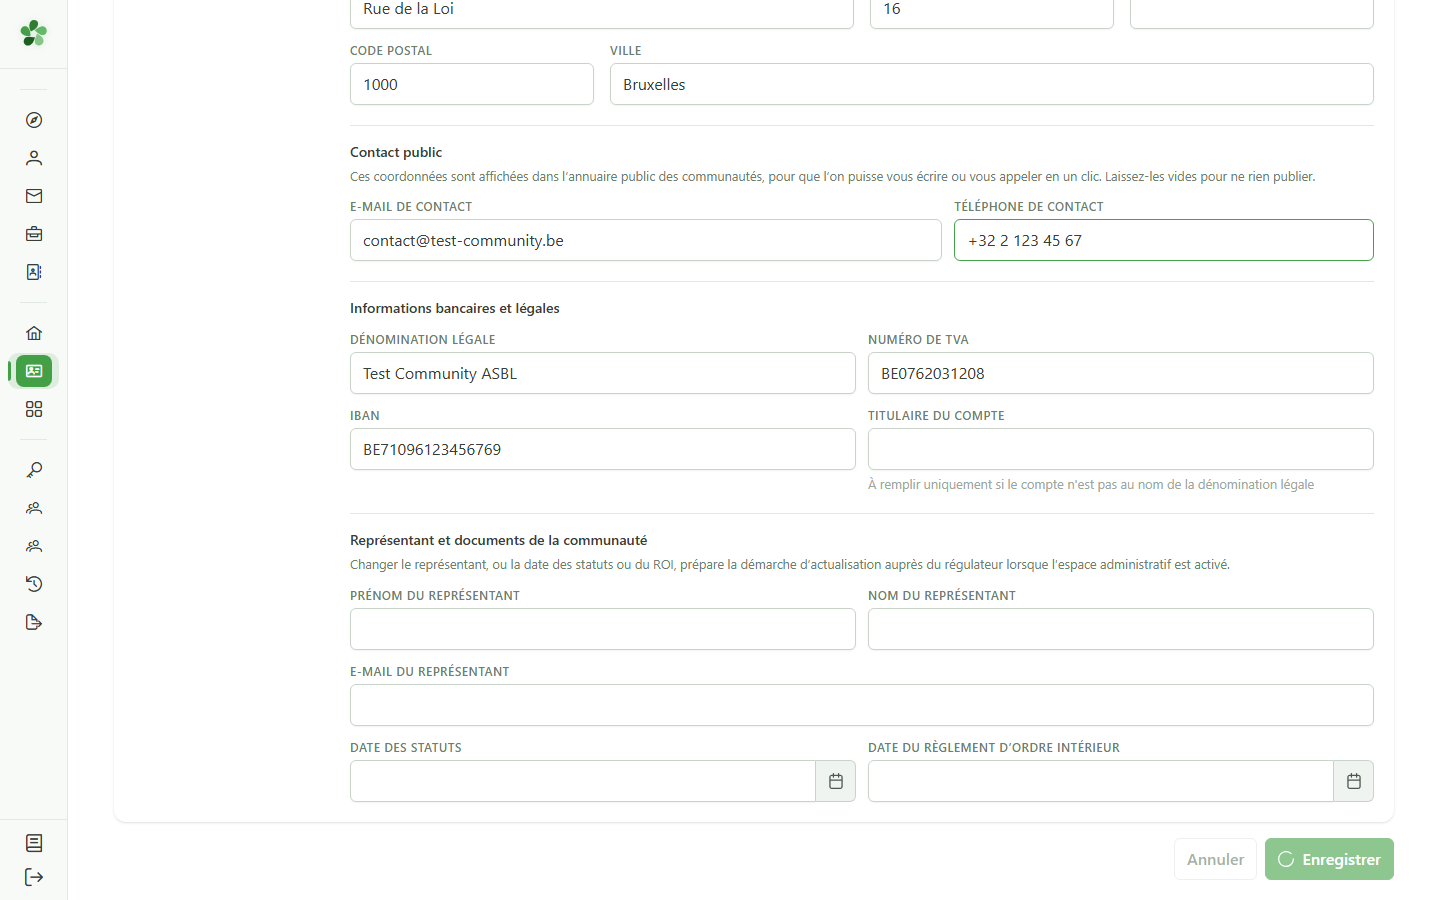 Rue de la Loi
16
CODE POSTAL
VILLE
1000
Bruxelles
Contact public
Ces coordonnées sont affichées dans l’annuaire public des communautés, pour que l’on puisse vous écrire ou vous appeler en un clic. Laissez-les vides pour ne rien publier.
E-MAIL DE CONTACT
TÉLÉPHONE DE CONTACT
contact@test-community.be
+32 2 123 45 67
Informations bancaires et légales
DÉNOMINATION LÉGALE
NUMÉRO DE TVA
Test Community ASBL
BE0762031208
IBAN
TITULAIRE DU COMPTE
BE71096123456769
À remplir uniquement si le compte n'est pas au nom de la dénomination légale
Représentant et documents de la communauté
Changer le représentant, ou la date des statuts ou du ROI, prépare la démarche d’actualisation auprès du régulateur lorsque l’espace administratif est activé.
PRÉNOM DU REPRÉSENTANT
NOM DU REPRÉSENTANT
E-MAIL DU REPRÉSENTANT
DATE DES STATUTS
DATE DU RÈGLEMENT D’ORDRE INTÉRIEUR
Annuler
Enregistrer